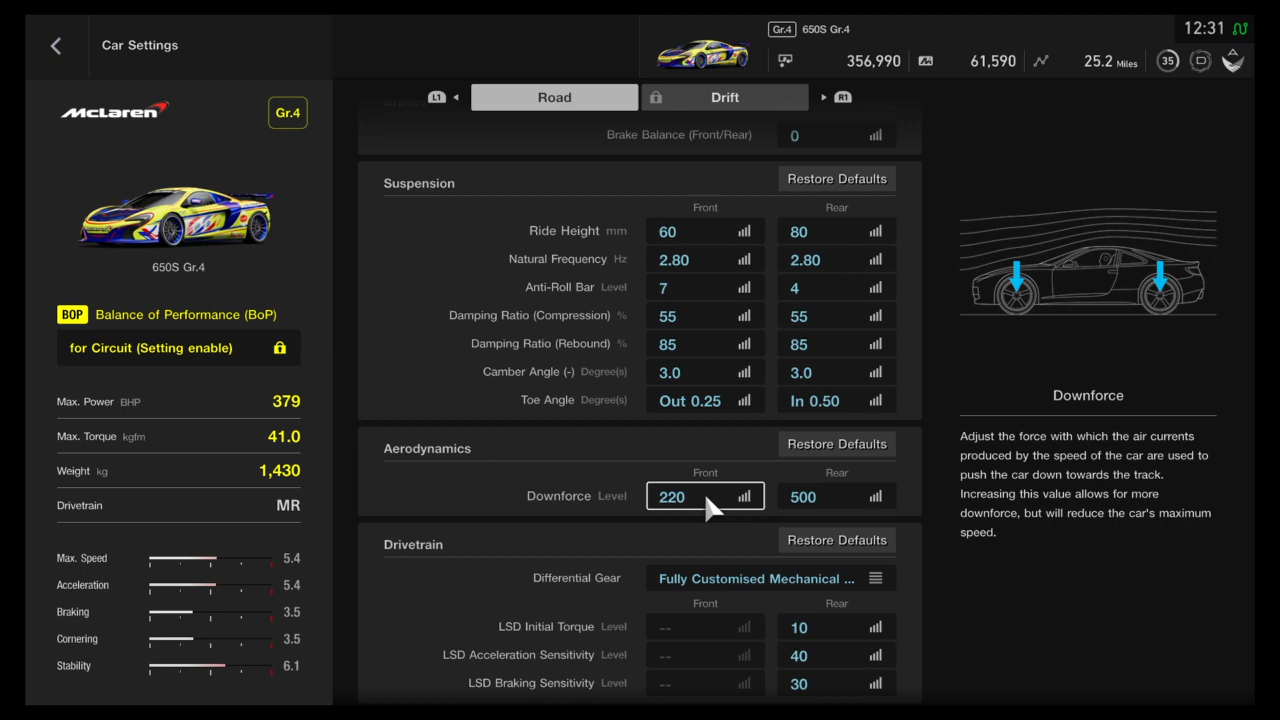 Car Settings
Gr.4 650S Gr.4
12:31
356,990 61,590 25.2 Miles 35
McLaren
Gr.4
650S Gr.4
BOP Balance of Performance (BoP)
for Circuit (Setting enable)
Max. Power BHP 379
Max. Torque kgfm 41.0
Weight kg 1,430
Drivetrain MR
Max. Speed 5.4
Acceleration 5.4
Braking 3.5
Cornering 3.5
Stability 6.1
L1 Road Drift R1
Brake Balance (Front/Rear) 0
Suspension Restore Defaults
Front Rear
Ride Height mm 60 80
Natural Frequency Hz 2.80 2.80
Anti-Roll Bar Level 7 4
Damping Ratio (Compression) % 55 55
Damping Ratio (Rebound) % 85 85
Camber Angle (-) Degree(s) 3.0 3.0
Toe Angle Degree(s) Out 0.25 In 0.50
Aerodynamics Restore Defaults
Front Rear
Downforce Level 220 500
Drivetrain Restore Defaults
Differential Gear Fully Customised Mechanical ...
Front Rear
LSD Initial Torque Level -- 10
LSD Acceleration Sensitivity Level -- 40
LSD Braking Sensitivity Level -- 30
Downforce
Adjust the force with which the air currents
produced by the speed of the car are used to
push the car down towards the track.
Increasing this value allows for more
downforce, but will reduce the car's maximum
speed.